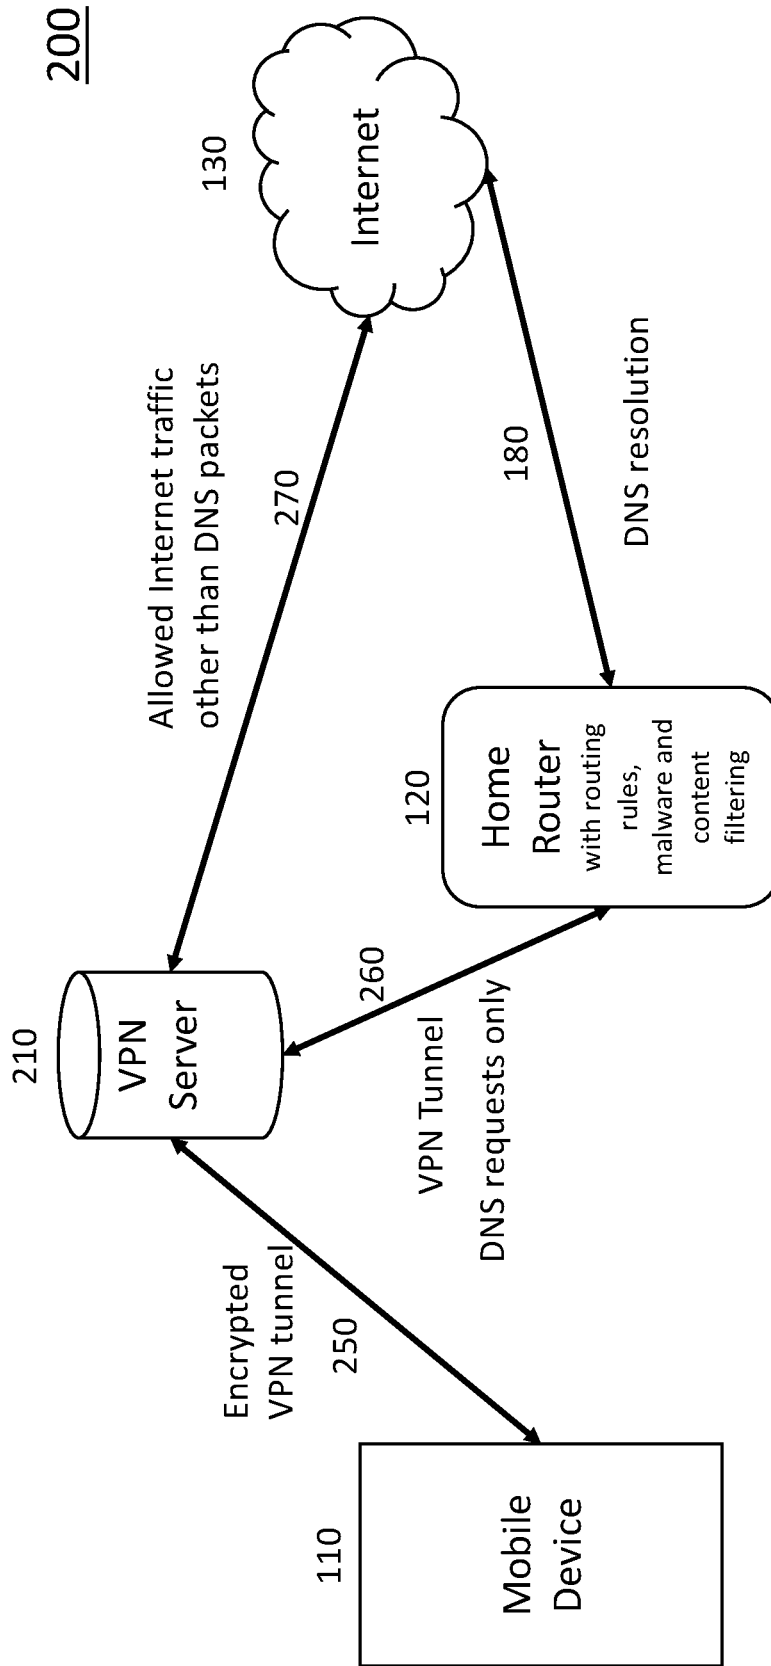 200
110
Mobile
Device
Encrypted
VPN tunnel
250
210
VPN
Server
VPN Tunnel
260
DNS requests only
120
Home
Router
with routing
rules,
malware and
content
filtering
Allowed Internet traffic
other than DNS packets
270
180
DNS resolution
130
Internet